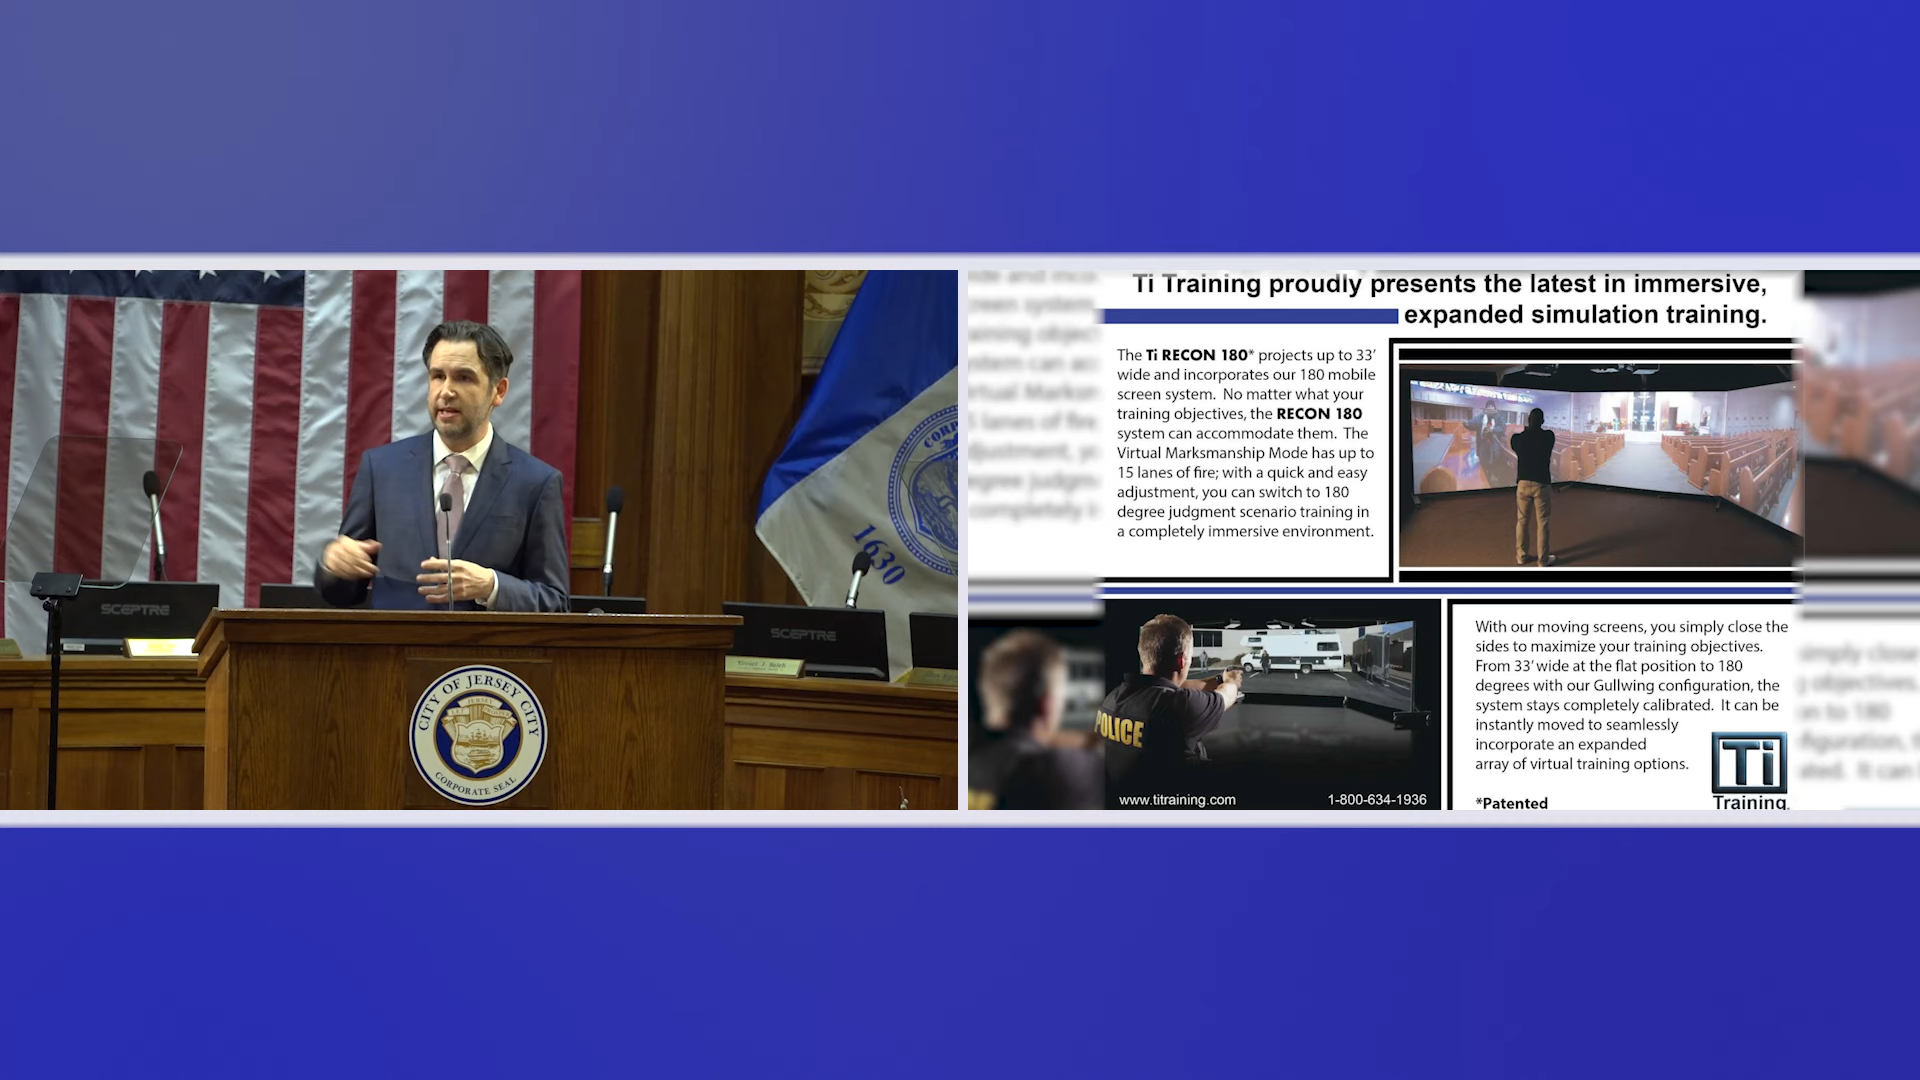 SCEPTRE
SCEPTRE
1630
CITY OF JERSEY CITY
CORPORATE SEAL
Ti Training proudly presents the latest in immersive,
expanded simulation training.
The Ti RECON 180* projects up to 33'
wide and incorporates our 180 mobile
screen system. No matter what your
training objectives, the RECON 180
system can accommodate them. The
Virtual Marksmanship Mode has up to
15 lanes of fire; with a quick and easy
adjustment, you can switch to 180
degree judgment scenario training in
a completely immersive environment.
POLICE
www.titraining.com
1-800-634-1936
With our moving screens, you simply close the
sides to maximize your training objectives.
From 33' wide at the flat position to 180
degrees with our Gullwing configuration, the
system stays completely calibrated. It can be
instantly moved to seamlessly
incorporate an expanded
array of virtual training options.
*Patented
Ti
Training